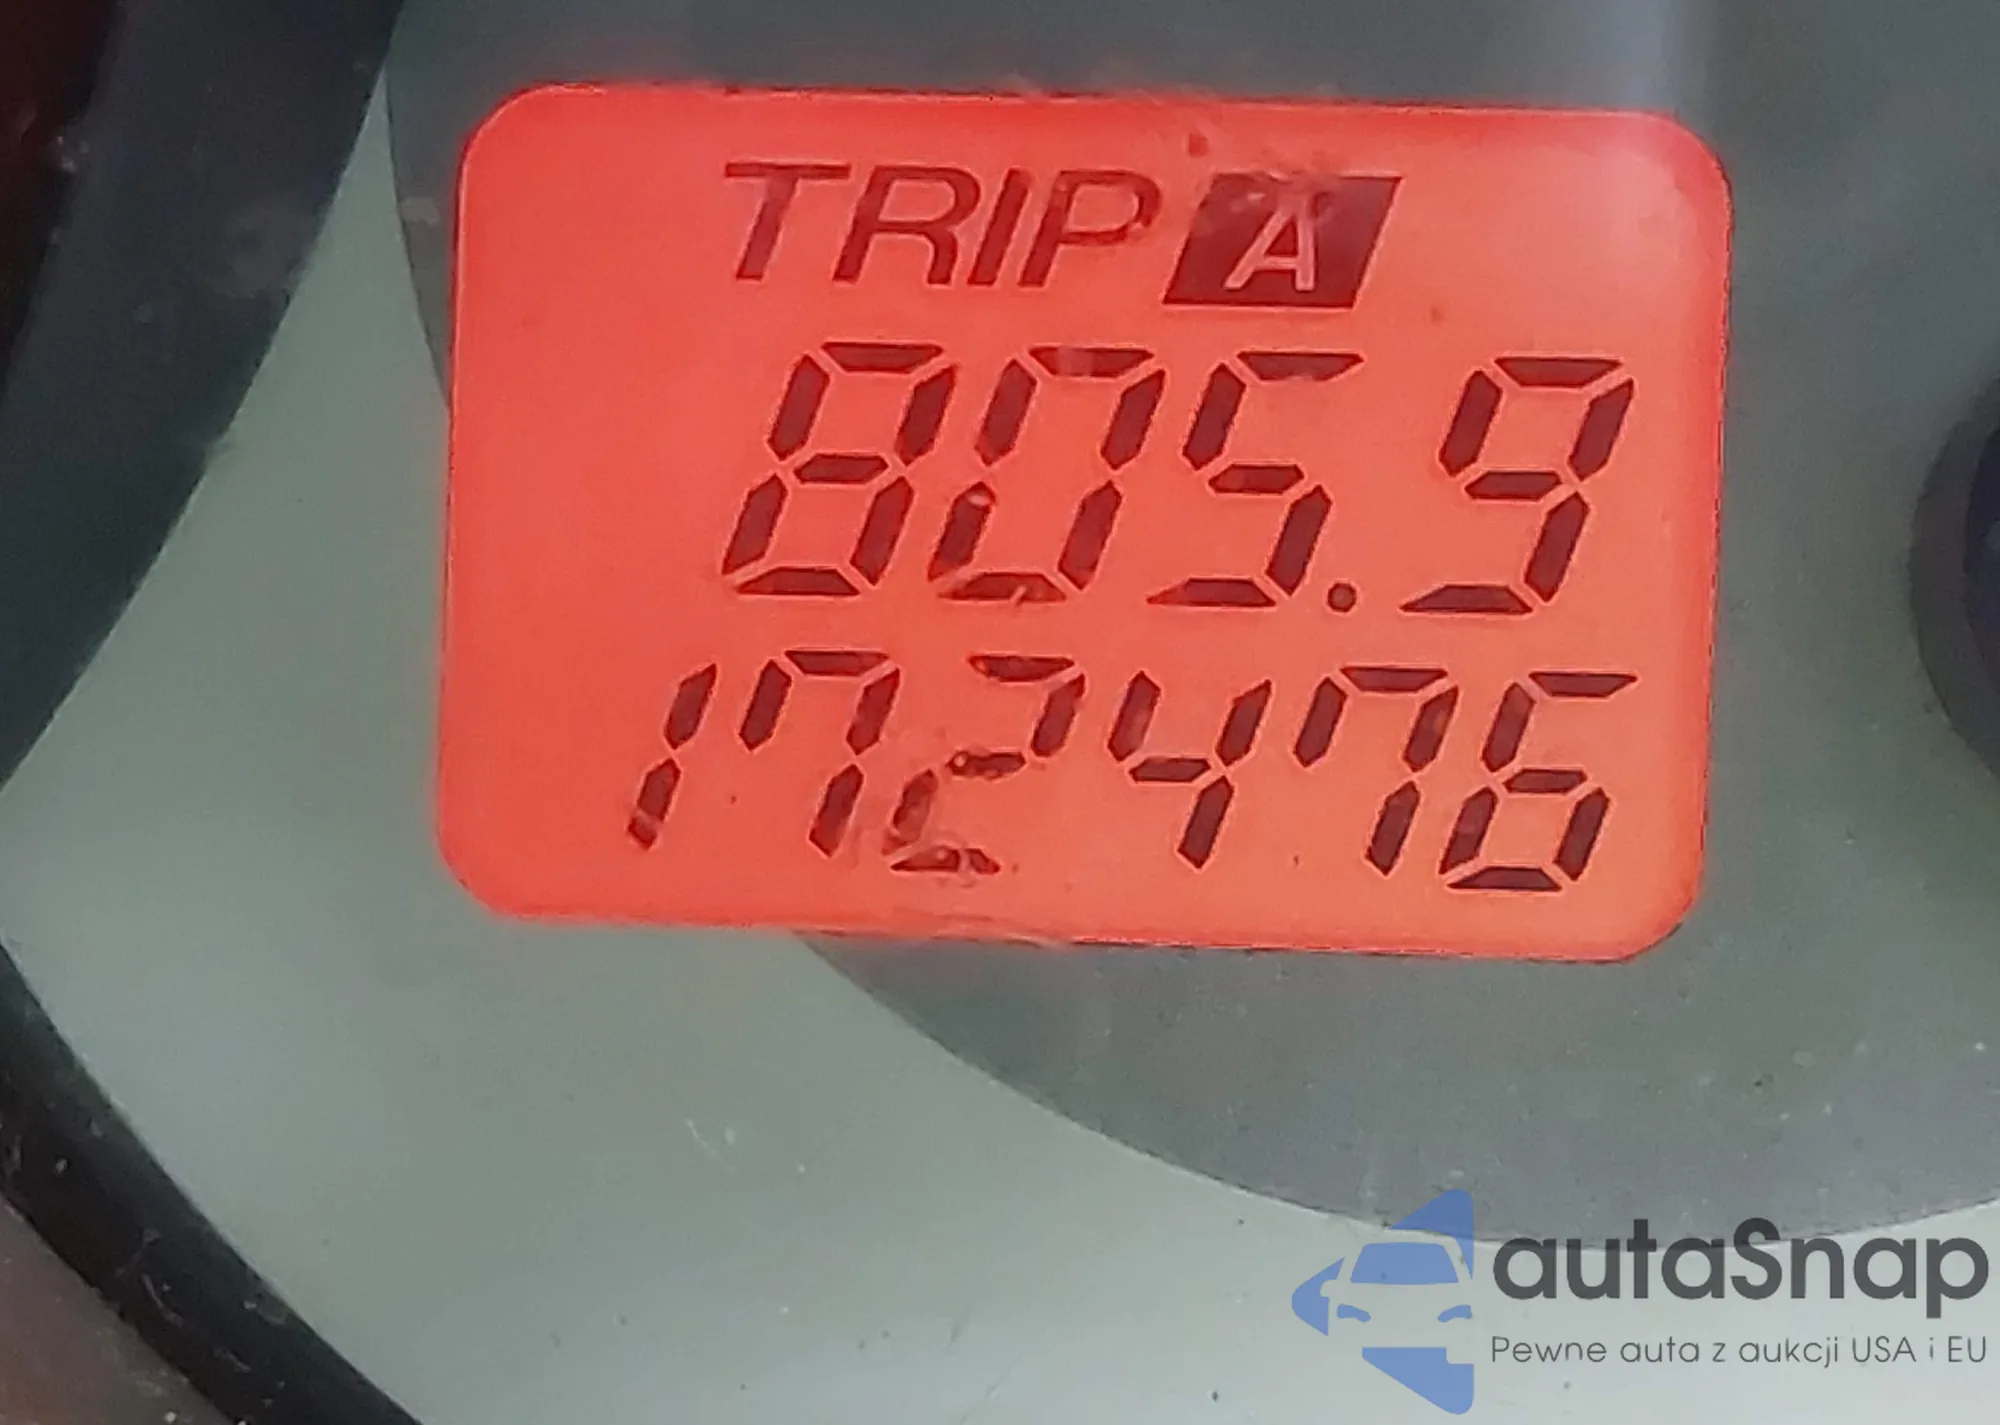 TRIP A
805.9
172476
autaSnap
Pewne auta z aukcji USA i EU